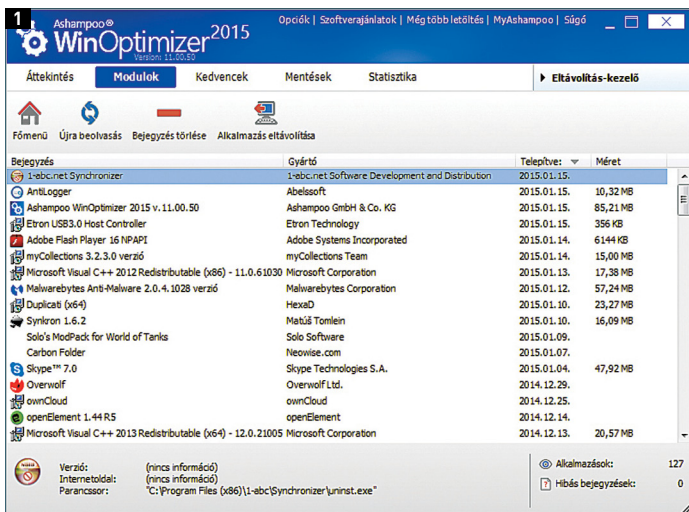 1
Ashampoo®
WinOptimizer 2015
Version: 11.00.50
Opciók | Szoftverajánlatok | Még több letöltés | MyAshampoo | Súgó
Áttekintés Modulok Kedvencek Mentések Statisztika Eltávolítás-kezelő
Főmenü Újra beolvasás Bejegyzés törlése Alkalmazás eltávolítása
Bejegyzés Gyártó Telepítve: Méret
1-abc.net Synchronizer 1-abc.net Software Development and Distribution 2015.01.15.
AntiLogger Abelssoft 2015.01.15. 10,32 MB
Ashampoo WinOptimizer 2015 v.11.00.50 Ashampoo GmbH & Co. KG 2015.01.15. 85,21 MB
Etron USB3.0 Host Controller Etron Technology 2015.01.15. 356 KB
Adobe Flash Player 16 NPAPI Adobe Systems Incorporated 2015.01.14. 6144 KB
myCollections 3.2.3.0 verzió myCollections Team 2015.01.14. 15,00 MB
Microsoft Visual C++ 2012 Redistributable (x86) - 11.0.61030 Microsoft Corporation 2015.01.13. 17,38 MB
Malwarebytes Anti-Malware 2.0.4.1028 verzió Malwarebytes Corporation 2015.01.12. 57,24 MB
Duplicati (x64) HexaD 2015.01.10. 23,27 MB
Synkron 1.6.2 Matúš Tomlein 2015.01.10. 16,09 MB
Solo's ModPack for World of Tanks Solo Software 2015.01.09.
Carbon Folder Neowise.com 2015.01.07.
Skype™ 7.0 Skype Technologies S.A. 2015.01.04. 47,92 MB
Overwolf Overwolf Ltd. 2014.12.29.
ownCloud ownCloud 2014.12.25.
openElement 1.44 R5 openElement 2014.12.14.
Microsoft Visual C++ 2013 Redistributable (x64) - 12.0.21005 Microsoft Corporation 2014.12.13. 20,57 MB
Verzió: (nincs információ)
Internetoldal: (nincs információ)
Parancssor: "C:\Program Files (x86)\1-abc\Synchronizer\uninst.exe"
Alkalmazások: 127
Hibás bejegyzések: 0